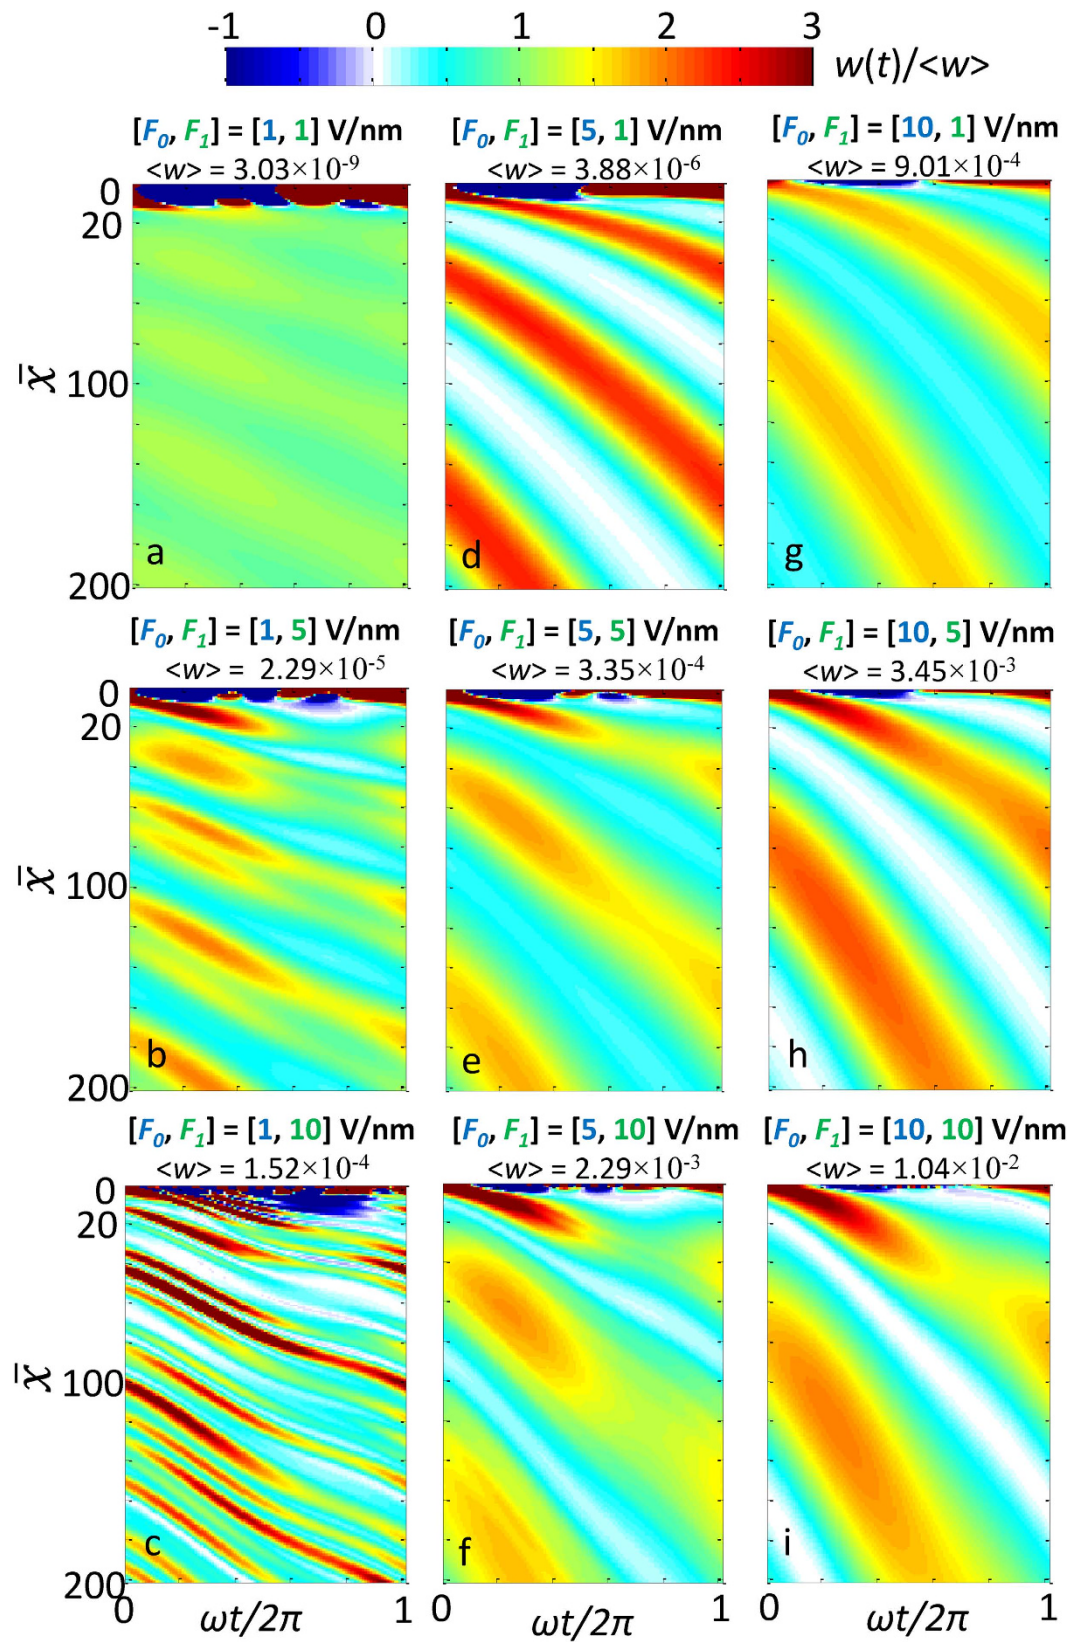 -1 0 1 2 3
w(t)/<w>
[F₀, F₁] = [1, 1] V/nm [F₀, F₁] = [5, 1] V/nm [F₀, F₁] = [10, 1] V/nm
<w> = 3.03×10⁻⁹ <w> = 3.88×10⁻⁶ <w> = 9.01×10⁻⁴
0
20
x̄ 100
200
a d g
[F₀, F₁] = [1, 5] V/nm [F₀, F₁] = [5, 5] V/nm [F₀, F₁] = [10, 5] V/nm
<w> = 2.29×10⁻⁵ <w> = 3.35×10⁻⁴ <w> = 3.45×10⁻³
0
20
x̄ 100
200
b e h
[F₀, F₁] = [1, 10] V/nm [F₀, F₁] = [5, 10] V/nm [F₀, F₁] = [10, 10] V/nm
<w> = 1.52×10⁻⁴ <w> = 2.29×10⁻³ <w> = 1.04×10⁻²
0
20
x̄ 100
200
c f i
0 1 0 1 0 1
ωt/2π ωt/2π ωt/2π